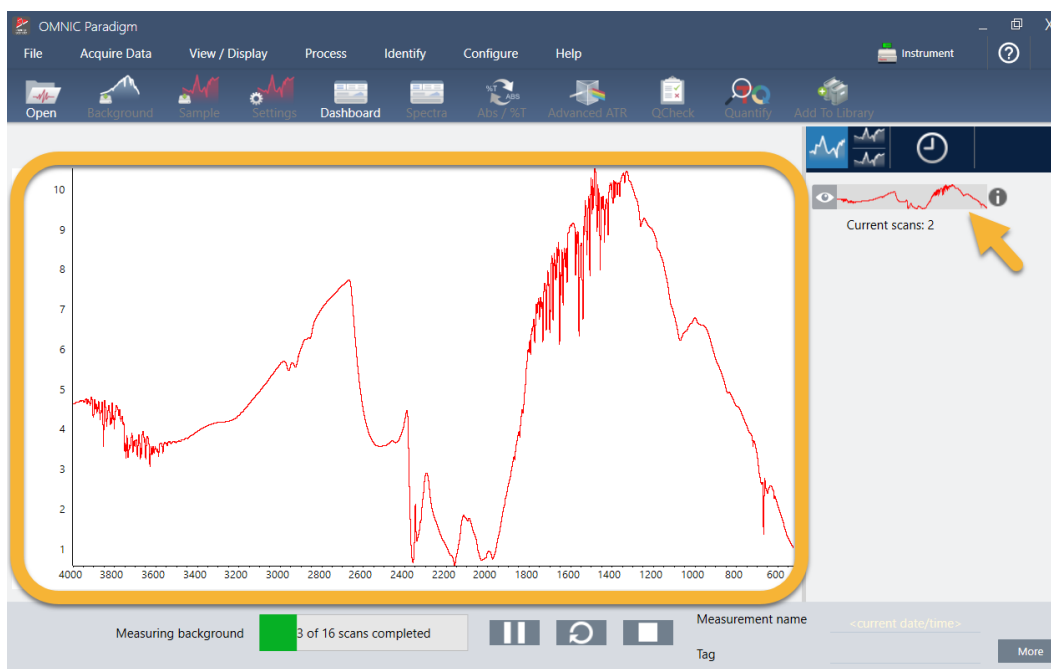 OMNIC Paradigm
File Acquire Data View / Display Process Identify Configure Help Instrument
%T ABS
Open Background Sample Settings Dashboard Spectra Abs / %T Advanced ATR QCheck Quantify Add To Library
Current scans: 2
10
9
8
7
6
5
4
3
2
1
4000 3800 3600 3400 3200 3000 2800 2600 2400 2200 2000 1800 1600 1400 1200 1000 800 600
Measuring background 3 of 16 scans completed
Measurement name <current date/time>
Tag
More